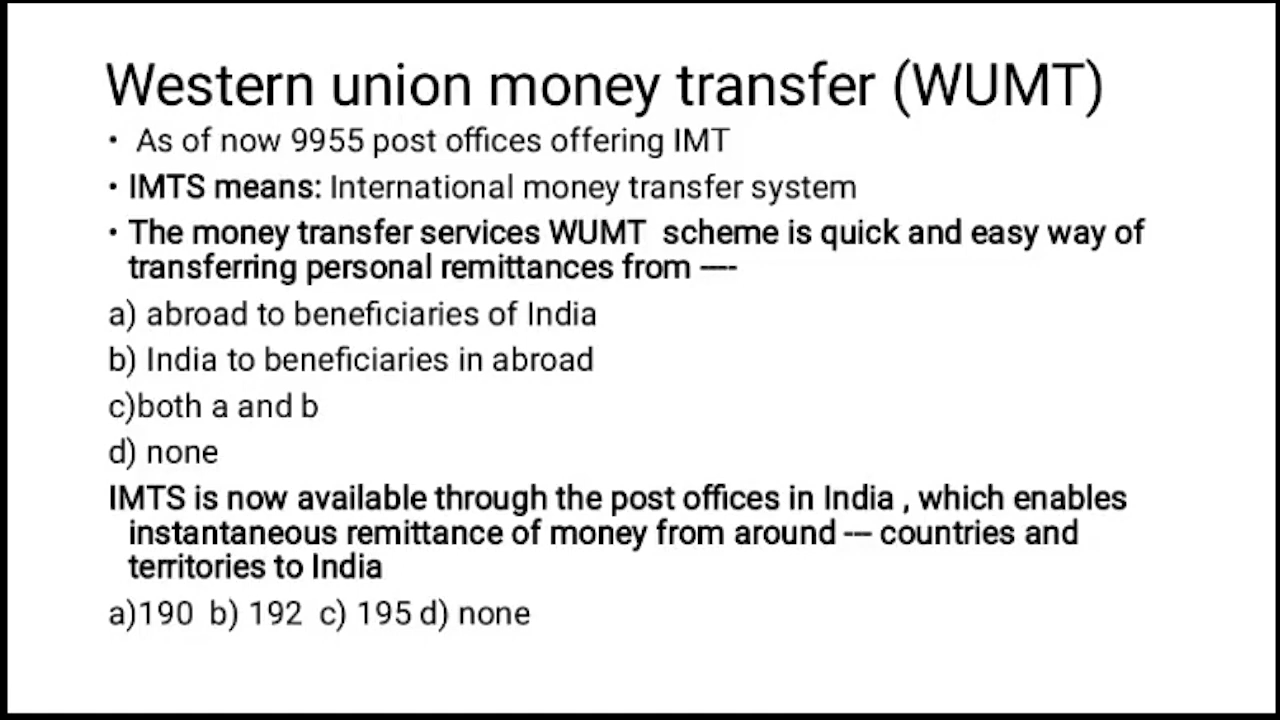 Western union money transfer (WUMT)
• As of now 9955 post offices offering IMT
• IMTS means: International money transfer system
• The money transfer services WUMT scheme is quick and easy way of
transferring personal remittances from ----
a) abroad to beneficiaries of India
b) India to beneficiaries in abroad
c)both a and b
d) none
IMTS is now available through the post offices in India , which enables
instantaneous remittance of money from around --- countries and
territories to India
a)190 b) 192 c) 195 d) none